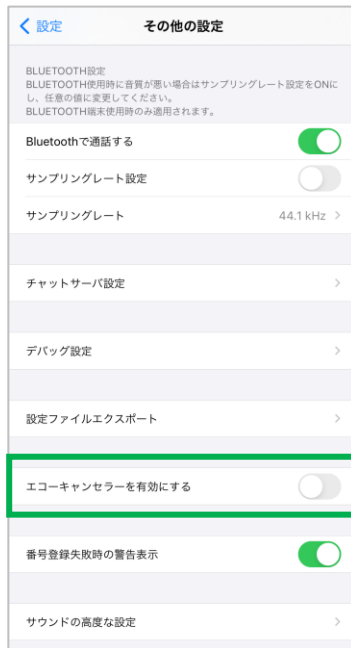 設定
その他の設定
BLUETOOTH設定
BLUETOOTH使用時に音質が悪い場合はサンプリングレート設定をONに
し、任意の値に変更してください。
BLUETOOTH端末使用時のみ適用されます。
Bluetoothで通話する
サンプリングレート設定
サンプリングレート 44.1 kHz
チャットサーバ設定
デバッグ設定
設定ファイルエクスポート
エコーキャンセラーを有効にする
番号登録失敗時の警告表示
サウンドの高度な設定